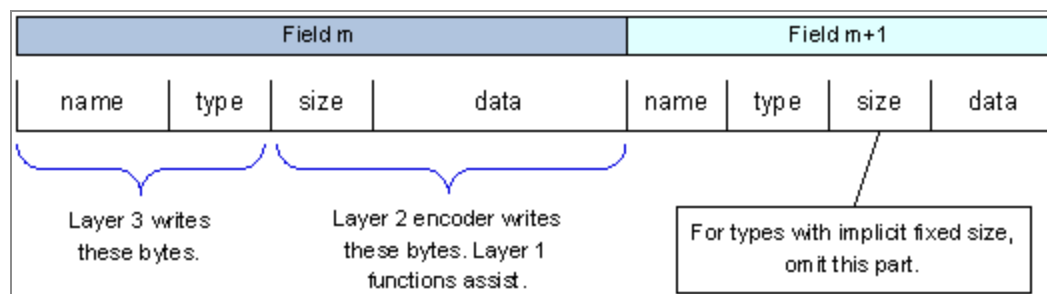 Field m
Field m+1
name type size data name type size data
Layer 3 writes
these bytes.
Layer 2 encoder writes
these bytes. Layer 1
functions assist.
For types with implicit fixed size,
omit this part.